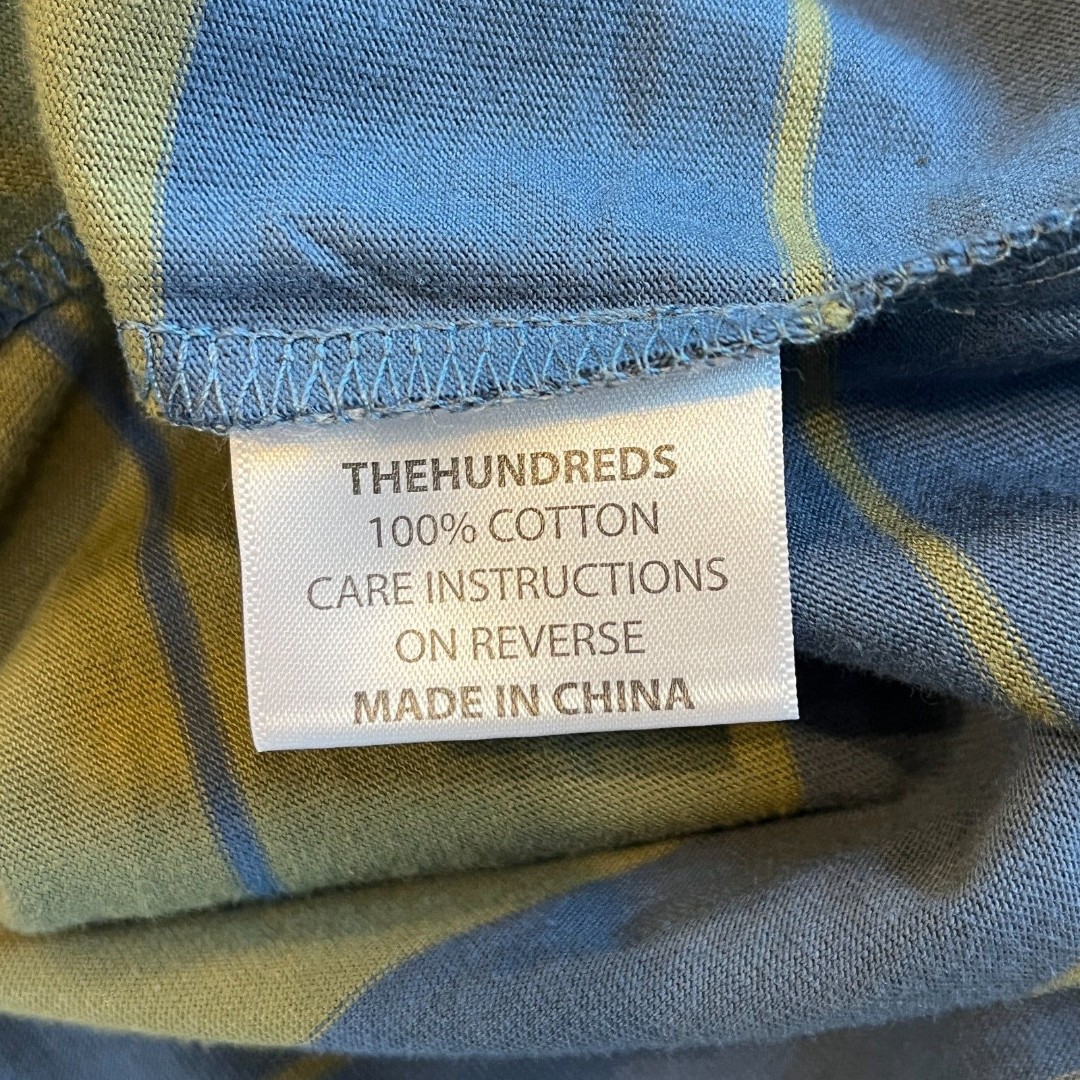 THEHUNDREDS
100% COTTON
CARE INSTRUCTIONS
ON REVERSE
MADE IN CHINA